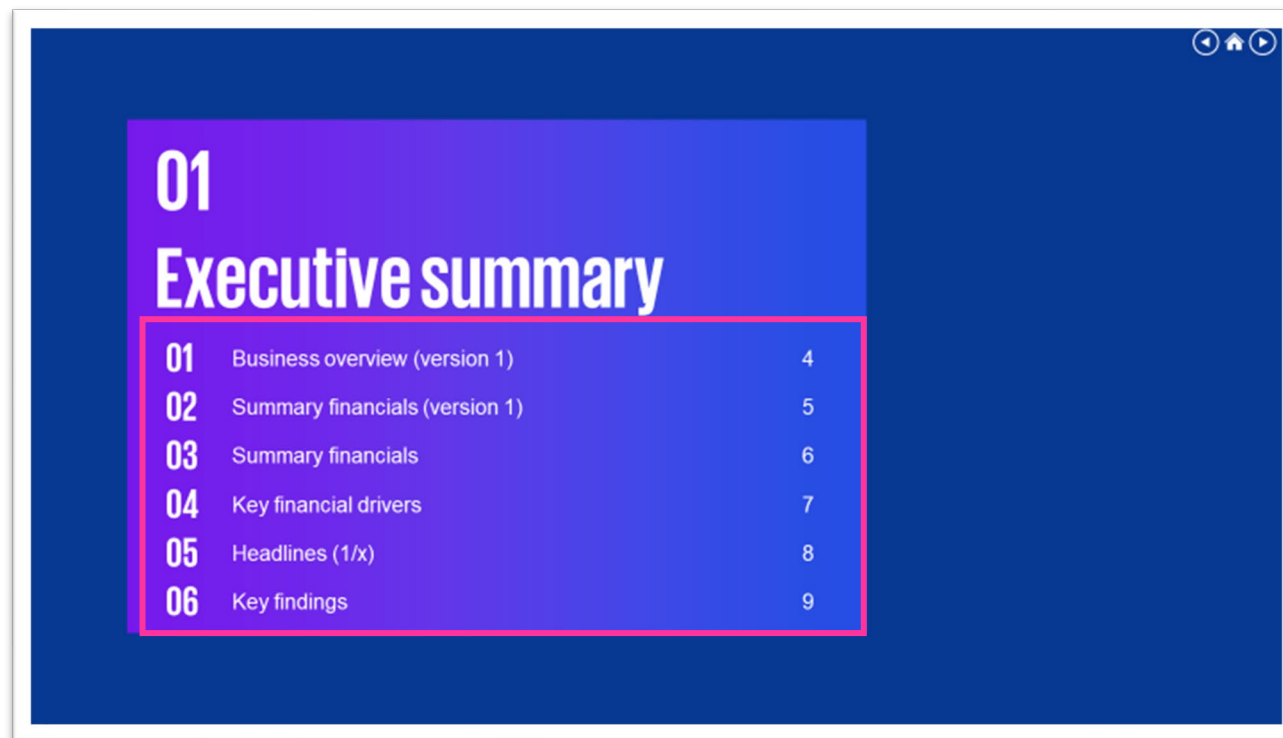 01
Executive summary
01 Business overview (version 1) 4
02 Summary financials (version 1) 5
03 Summary financials 6
04 Key financial drivers 7
05 Headlines (1/x) 8
06 Key findings 9